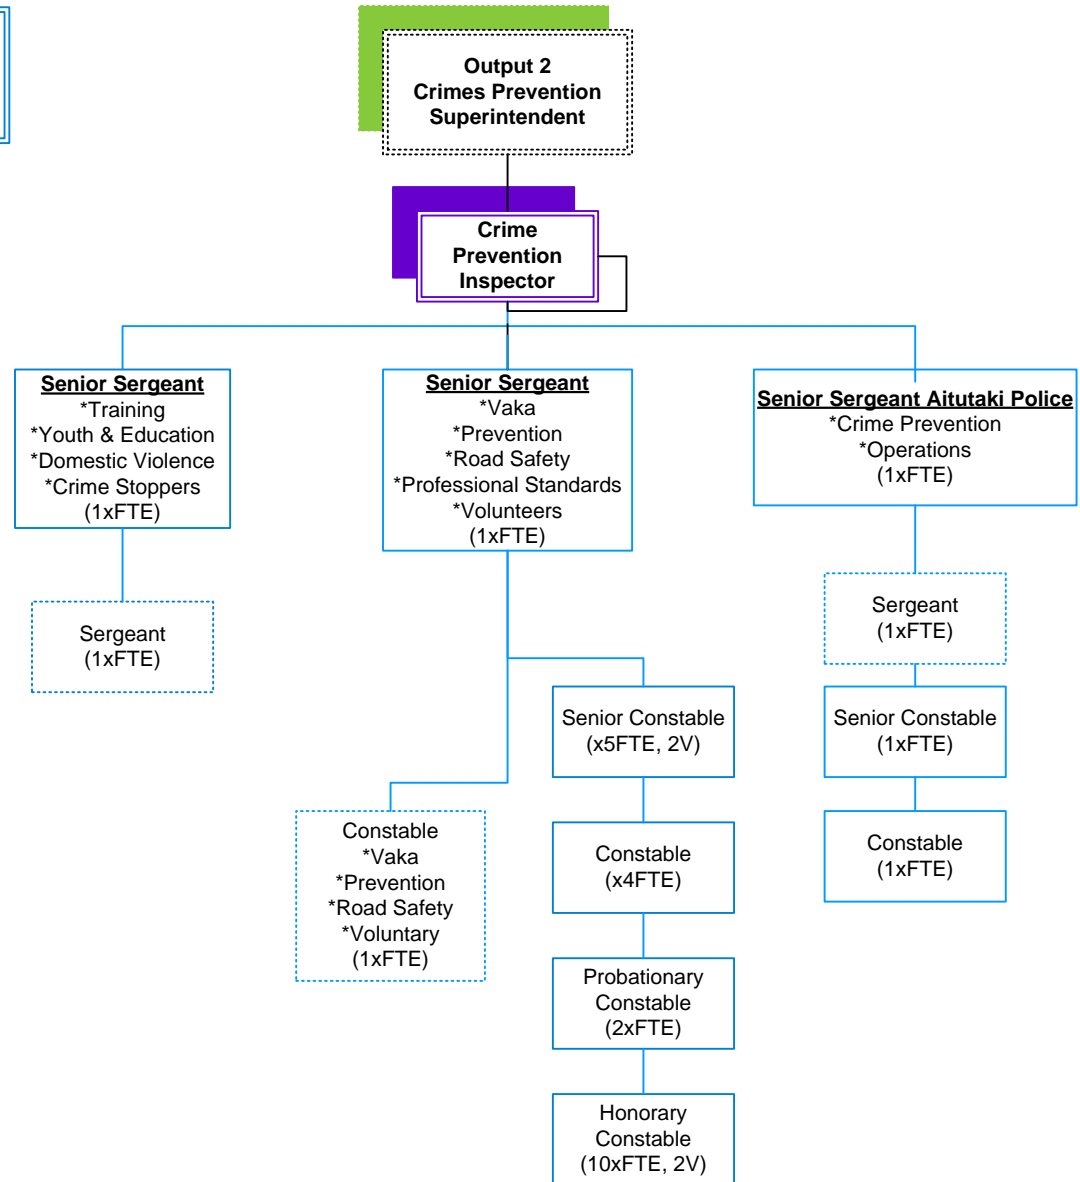 Output 2
Crimes Prevention
Superintendent
Crime
Prevention
Inspector
Senior Sergeant
*Training
*Youth & Education
*Domestic Violence
*Crime Stoppers
(1xFTE)
Sergeant
(1xFTE)
Senior Sergeant
*Vaka
*Prevention
*Road Safety
*Professional Standards
*Volunteers
(1xFTE)
Constable
*Vaka
*Prevention
*Road Safety
*Voluntary
(1xFTE)
Senior Constable
(x5FTE, 2V)
Constable
(x4FTE)
Probationary
Constable
(2xFTE)
Honorary
Constable
(10xFTE, 2V)
Senior Sergeant Aitutaki Police
*Crime Prevention
*Operations
(1xFTE)
Sergeant
(1xFTE)
Senior Constable
(1xFTE)
Constable
(1xFTE)